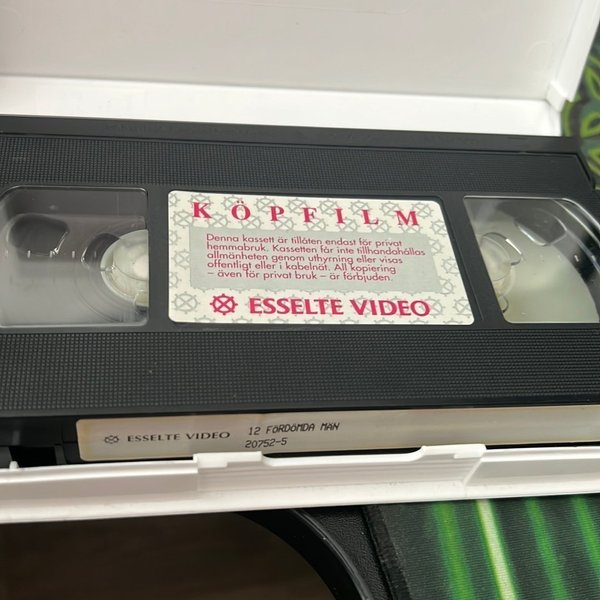 KÖPFILM
Denna kassett är tillåten endast för privat
hemmabruk. Kassetten får inte tillhandahållas
allmänheten genom uthyrning eller visas
offentligt eller i kabelnät. All kopiering
– även för privat bruk – är förbjuden.
ESSELTE VIDEO
ESSELTE VIDEO 12 FÖRDÖMDA MÄN
20752-5